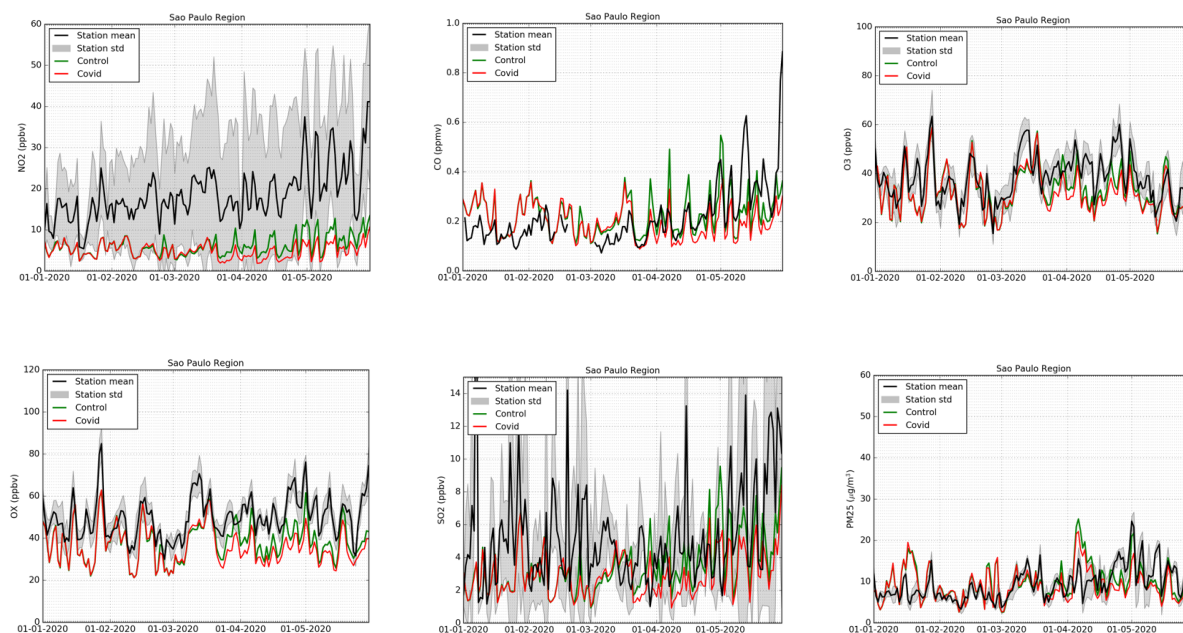 Sao Paulo Region
60
50
40
30
20
10
0
NO2 (ppbv)
Station mean
Station std
Control
Covid
01-01-2020 01-02-2020 01-03-2020 01-04-2020 01-05-2020
Sao Paulo Region
1.0
0.8
0.6
0.4
0.2
0.0
CO (ppmv)
Station mean
Station std
Control
Covid
01-01-2020 01-02-2020 01-03-2020 01-04-2020 01-05-2020
Sao Paulo Region
100
80
60
40
20
0
O3 (ppvb)
Station mean
Station std
Control
Covid
01-01-2020 01-02-2020 01-03-2020 01-04-2020 01-05-2020
Sao Paulo Region
120
100
80
60
40
20
0
OX (ppbv)
Station mean
Station std
Control
Covid
01-01-2020 01-02-2020 01-03-2020 01-04-2020 01-05-2020
Sao Paulo Region
14
12
10
8
6
4
2
0
SO2 (ppbv)
Station mean
Station std
Control
Covid
01-01-2020 01-02-2020 01-03-2020 01-04-2020 01-05-2020
Sao Paulo Region
60
50
40
30
20
10
0
PM25 (μg/m³)
Station mean
Station std
Control
Covid
01-01-2020 01-02-2020 01-03-2020 01-04-2020 01-05-2020